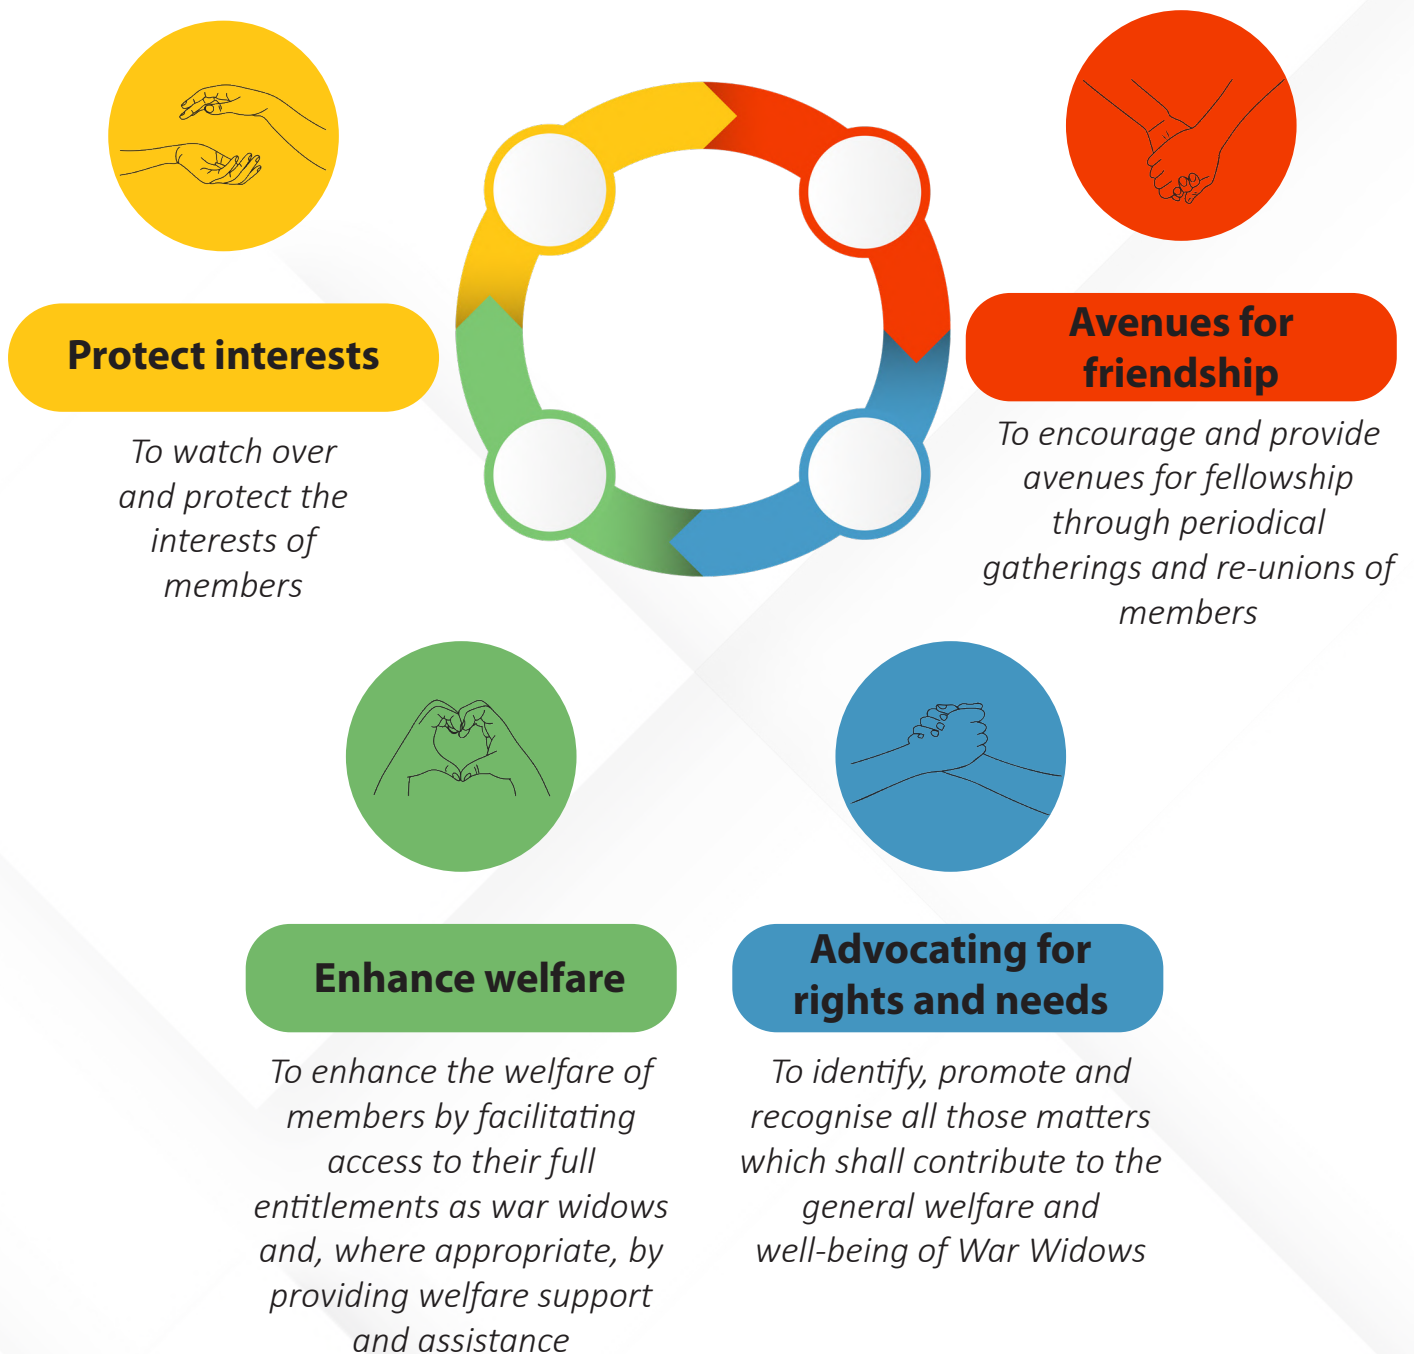 Protect interests
To watch over
and protect the
interests of
members
Avenues for
friendship
To encourage and provide
avenues for fellowship
through periodical
gatherings and re-unions of
members
Enhance welfare
To enhance the welfare of
members by facilitating
access to their full
entitlements as war widows
and, where appropriate, by
providing welfare support
and assistance
Advocating for
rights and needs
To identify, promote and
recognise all those matters
which shall contribute to the
general welfare and
well-being of War Widows